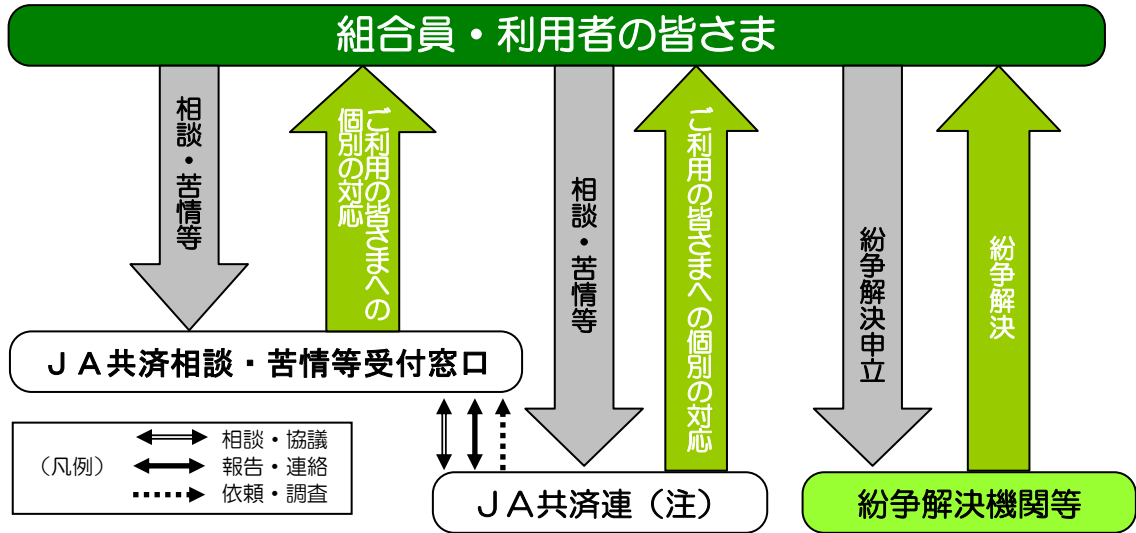 組合員・利用者の皆さま
相談・苦情等
ご利用の皆さまへの
個別の対応
相談・苦情等
ご利用の皆さまへの個別の対応
紛争解決申立
紛争解決
ＪＡ共済相談・苦情等受付窓口
（凡例）
相談・協議
報告・連絡
依頼・調査
ＪＡ共済連（注）
紛争解決機関等